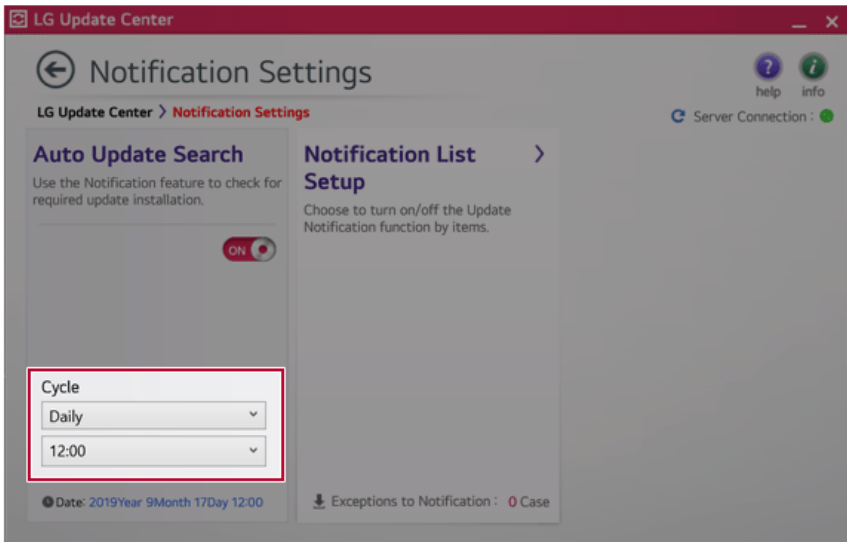 LG Update Center
Notification Settings
help
info
LG Update Center > Notification Settings
Server Connection :
Auto Update Search
Use the Notification feature to check for
required update installation.
ON
Cycle
Daily
12:00
Date: 2019Year 9Month 17Day 12:00
Notification List
Setup
Choose to turn on/off the Update
Notification function by items.
Exceptions to Notification : 0 Case